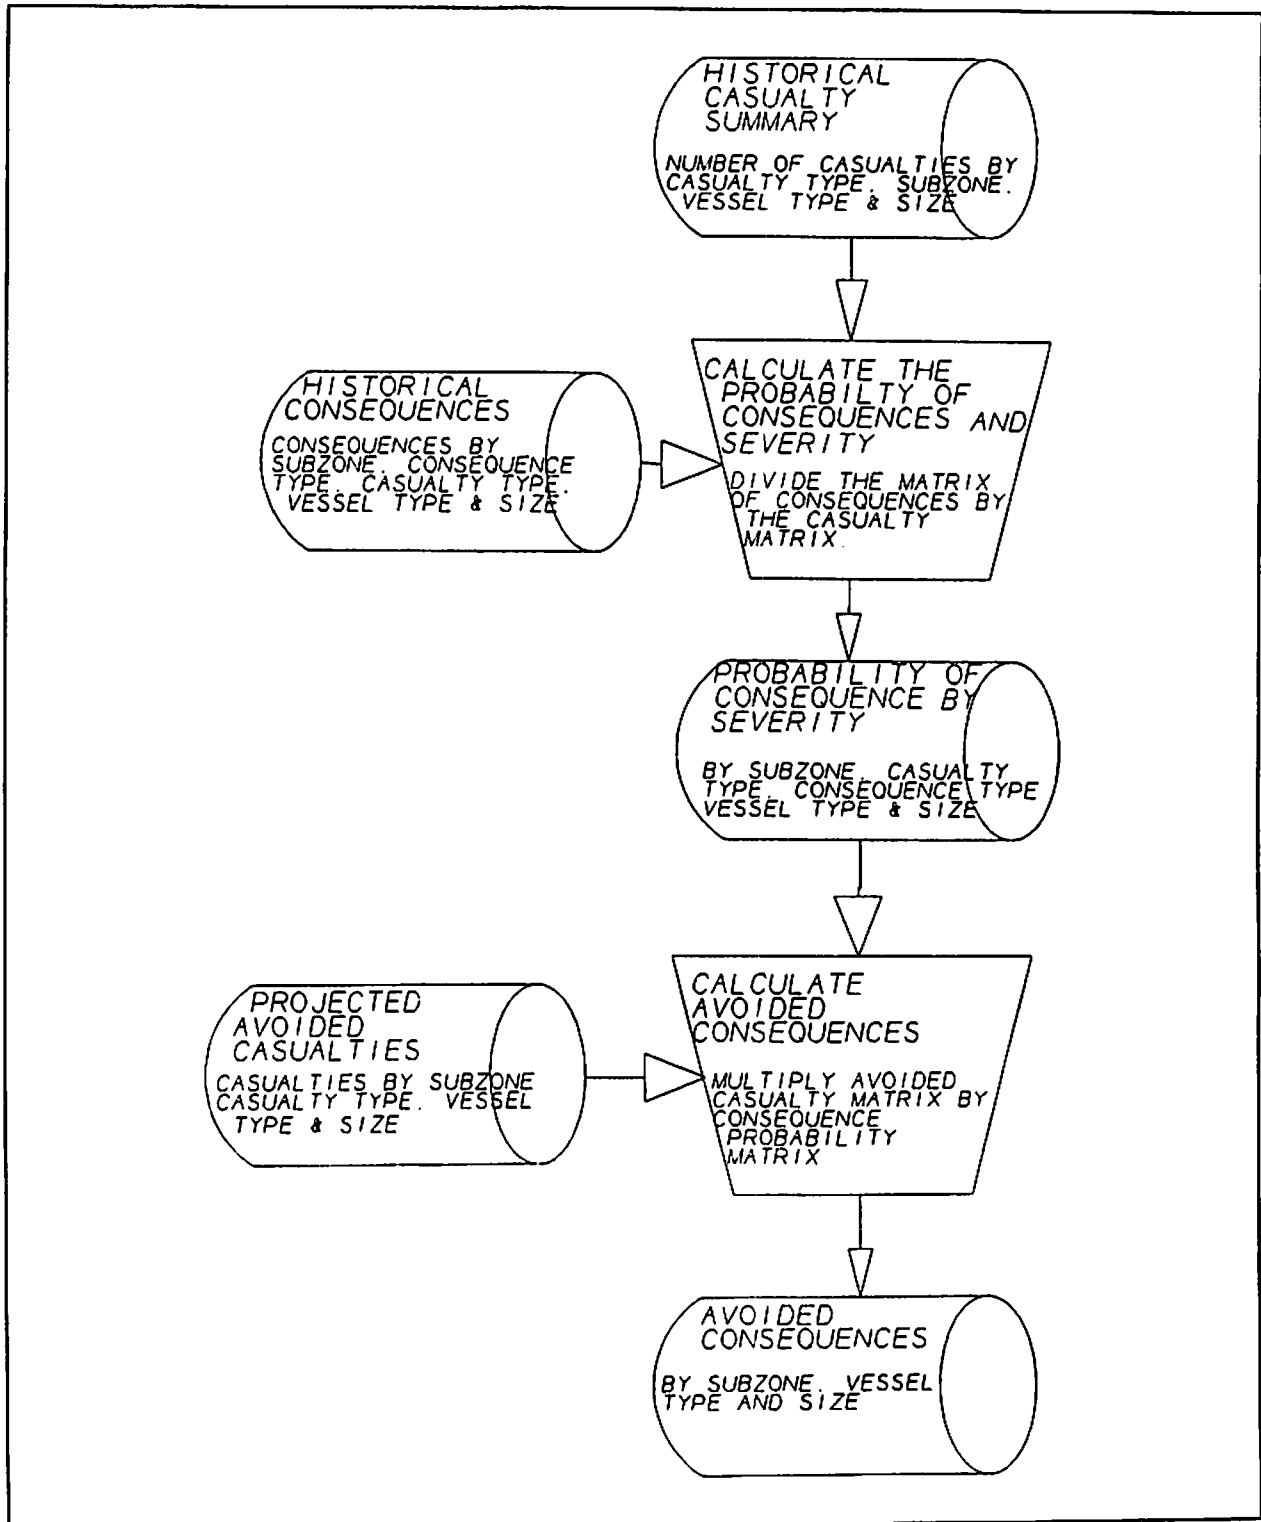 HISTORICAL
CASUALTY
SUMMARY
NUMBER OF CASUALTIES BY
CASUALTY TYPE, SUBZONE,
VESSEL TYPE & SIZE
HISTORICAL
CONSEQUENCES
CONSEQUENCES BY
SUBZONE, CONSEQUENCE
TYPE, CASUALTY TYPE,
VESSEL TYPE & SIZE
CALCULATE THE
PROBABILTY OF
CONSEQUENCES AND
SEVERITY
DIVIDE THE MATRIX
OF CONSEQUENCES BY
THE CASUALTY
MATRIX.
PROBABILITY OF
CONSEQUENCE BY
SEVERITY
BY SUBZONE, CASUALTY
TYPE, CONSEQUENCE TYPE
VESSEL TYPE & SIZE
PROJECTED
AVOIDED
CASUALTIES
CASUALTIES BY SUBZONE
CASUALTY TYPE, VESSEL
TYPE & SIZE
CALCULATE
AVOIDED
CONSEQUENCES
MULTIPLY AVOIDED
CASUALTY MATRIX BY
CONSEQUENCE
PROBABILITY
MATRIX
AVOIDED
CONSEQUENCES
BY SUBZONE, VESSEL
TYPE AND SIZE